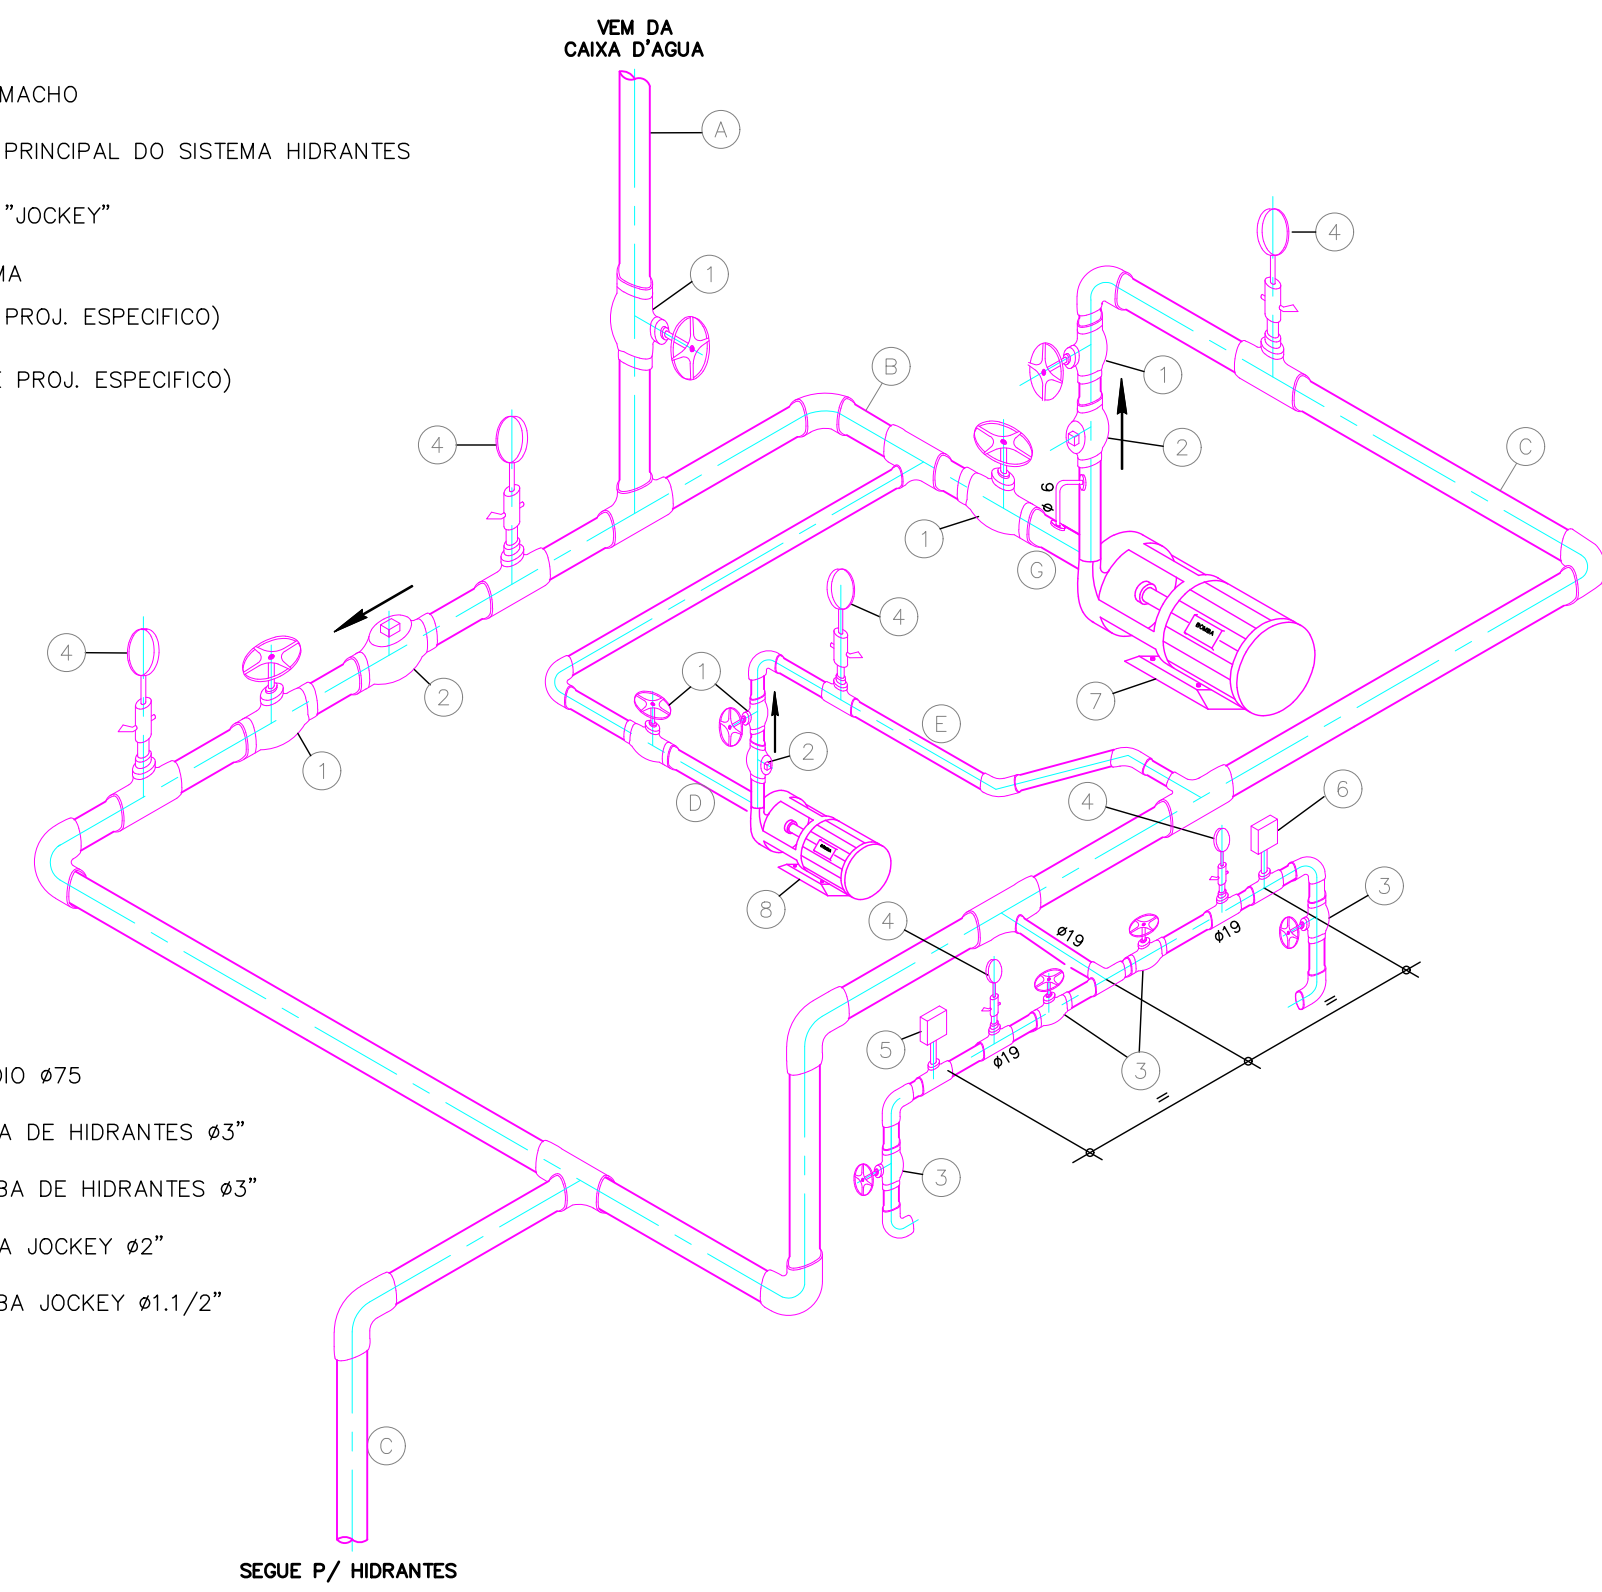 VEM DA
CAIXA D'AGUA
MACHO
A
PRINCIPAL DO SISTEMA HIDRANTES
"JOCKEY"
4
MA
1
PROJ. ESPECIFICO)
B
1
E PROJ. ESPECIFICO)
4
2
C
ø 6
1
G
4
BOMBA
4
1
2
7
E
2
1
D
4
6
8
3
4
ø19
ø19
5
ø19
3
DIO ø75
A DE HIDRANTES ø3"
3
BA DE HIDRANTES ø3"
A JOCKEY ø2"
BA JOCKEY ø1.1/2"
C
SEGUE P/ HIDRANTES